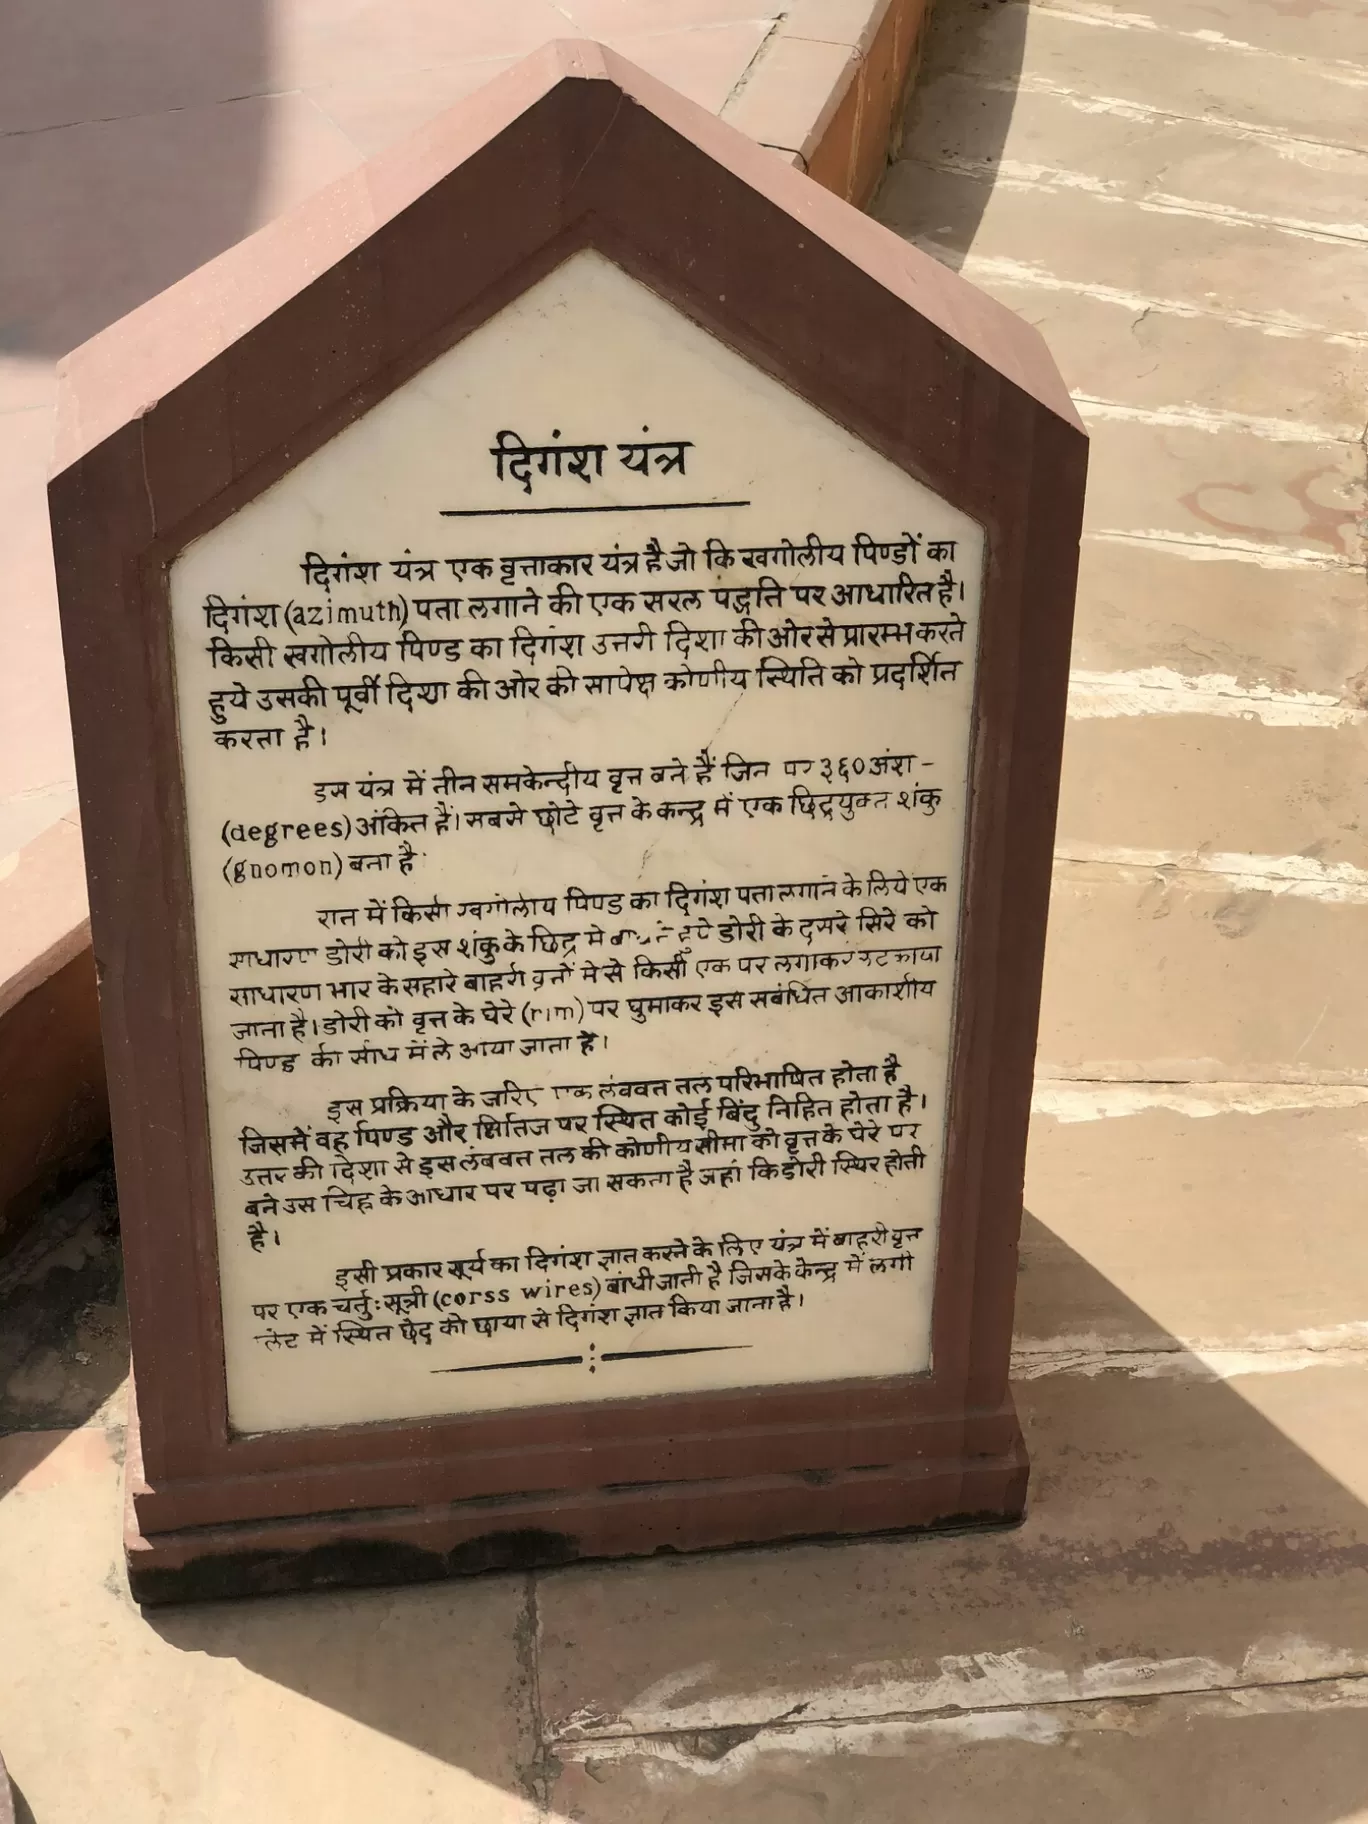 दिगंश यंत्र
दिगंश यंत्र एक वृत्ताकार यंत्र है जो कि खगोलीय पिण्डों का
दिगंश (azimuth) पता लगाने की एक सरल पद्धति पर आधारित है।
किसी खगोलीय पिण्ड का दिगंश उत्तरी दिशा की ओर से प्रारम्भ करते
हुये उसकी पूर्वी दिशा की ओर की सापेक्ष कोणीय स्थिति को प्रदर्शित
करता है।
इस यंत्र में तीन समकेन्दीय वृत्त बने हैं जिन पर ३६० अंश -
(degrees) अंकित हैं। सबसे छोटे वृत्त के कन्द्र में एक छिद्रयुक्त शंकु
(gnomon) बना है
रात में किसी खगोलीय पिण्ड का दिगंश पता लगाने के लिये एक
साधारण डोरी को इस शंकु के छिद्र मे हुये डोरी के दूसरे सिरे को
साधारण भार के सहारे बाहरी वृत्तों मे से किसी एक पर लगाकर
जाता है। डोरी को वृत्त के घेरे (rim) पर घुमाकर इस सबंधित आकाशीय
पिण्ड की सीध में ले आया जाता है।
इस प्रक्रिया के जरिए एक लंबवत तल परिभाषित होता है
जिसमें वह पिण्ड और क्षितिज पर स्थित कोई बिंदु निहित होता है।
उत्तर की दिशा से इस लंबवत तल की कोणीय सीमा को वृत्त के घेरे पर
बने उस चिह्न के आधार पर पढ़ा जा सकता है जहां कि डोरी स्थिर होती
है।
इसी प्रकार सूर्य का दिगंश ज्ञात करने के लिए यंत्र में बाहरी वृत्त
पर एक चर्तुः सूत्री (corss wires) बांधी जाती है जिसके केन्द्र में लगी
प्लेट में स्थित छेद की छाया से दिगंश ज्ञात किया जाता है।